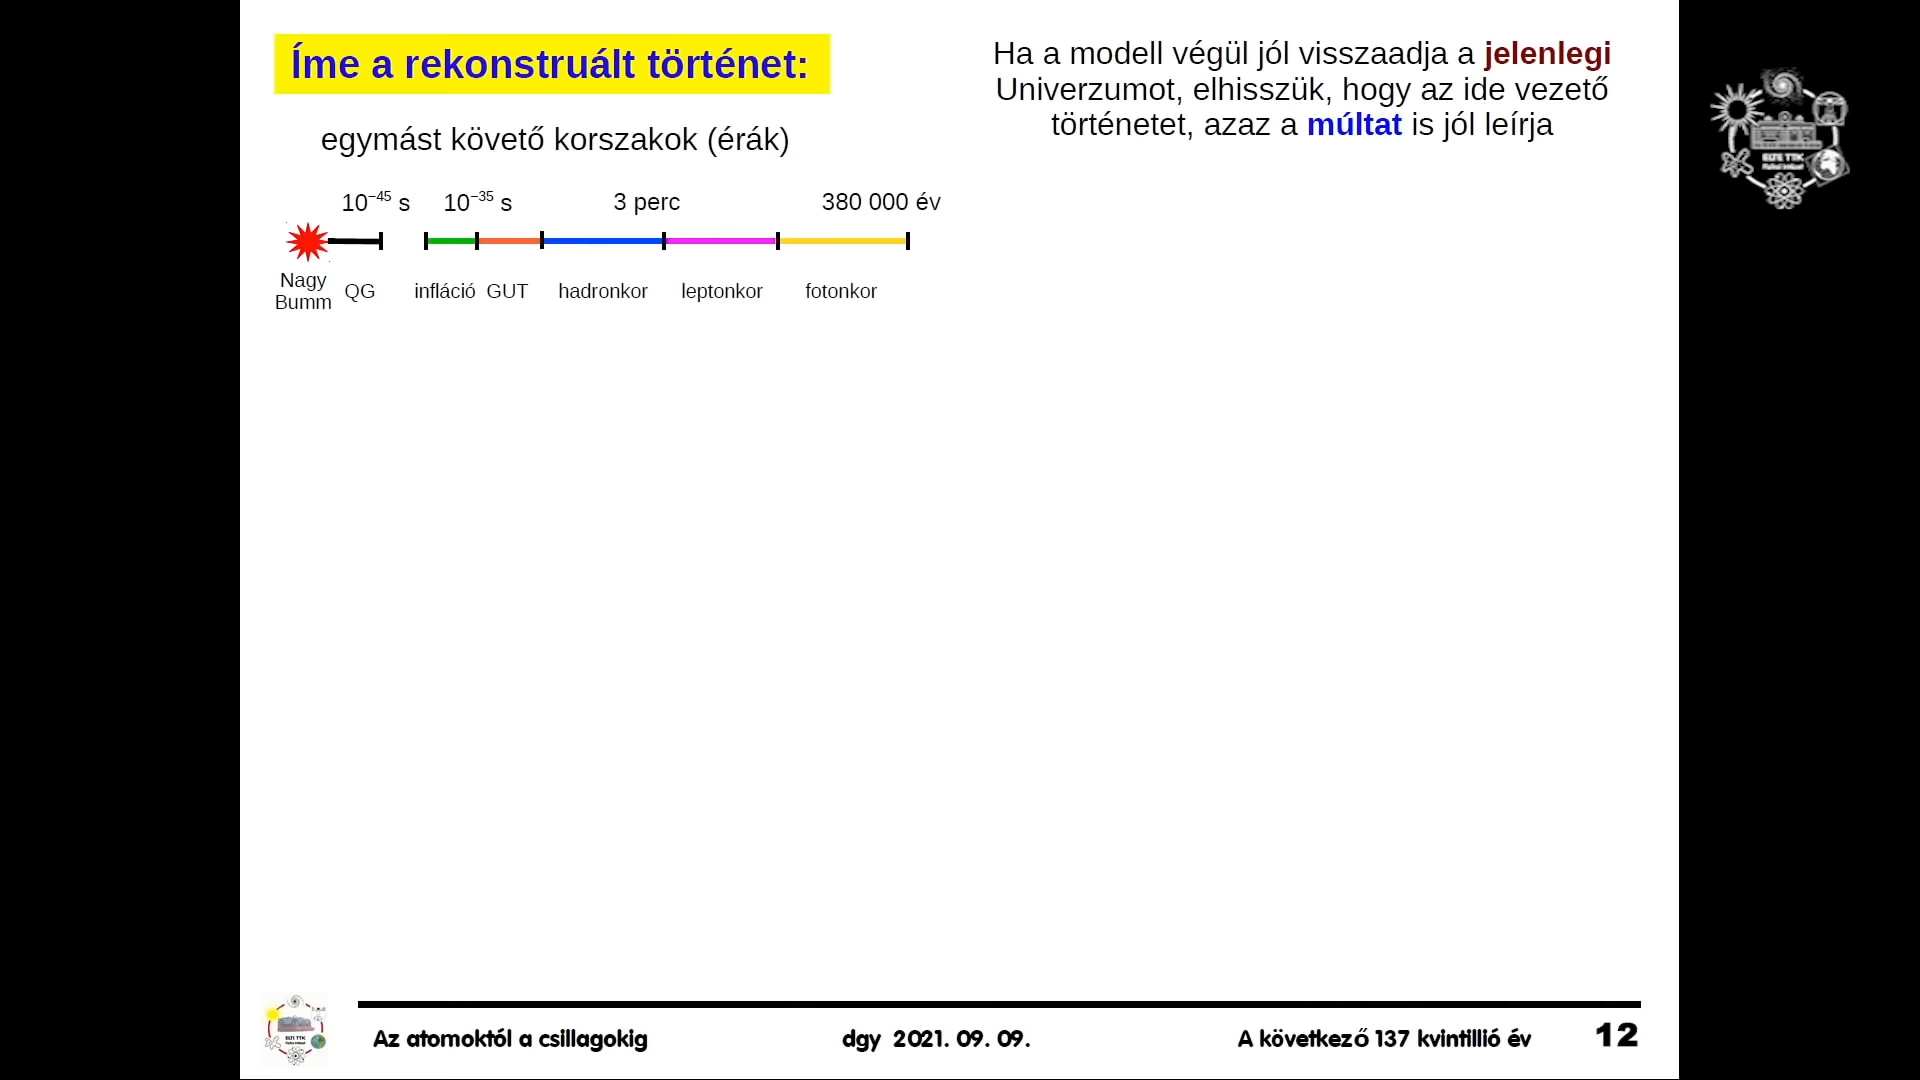 Íme a rekonstruált történet:
egymást követő korszakok (érák)
10⁻⁴⁵ s 10⁻³⁵ s 3 perc 380 000 év
Nagy
Bumm QG infláció GUT hadronkor leptonkor fotonkor
Ha a modell végül jól visszaadja a jelenlegi
Univerzumot, elhisszük, hogy az ide vezető
történetet, azaz a múltat is jól leírja
ELTE TTK
Az atomoktól a csillagokig dgy 2021. 09. 09. A következő 137 kvintillió év 12